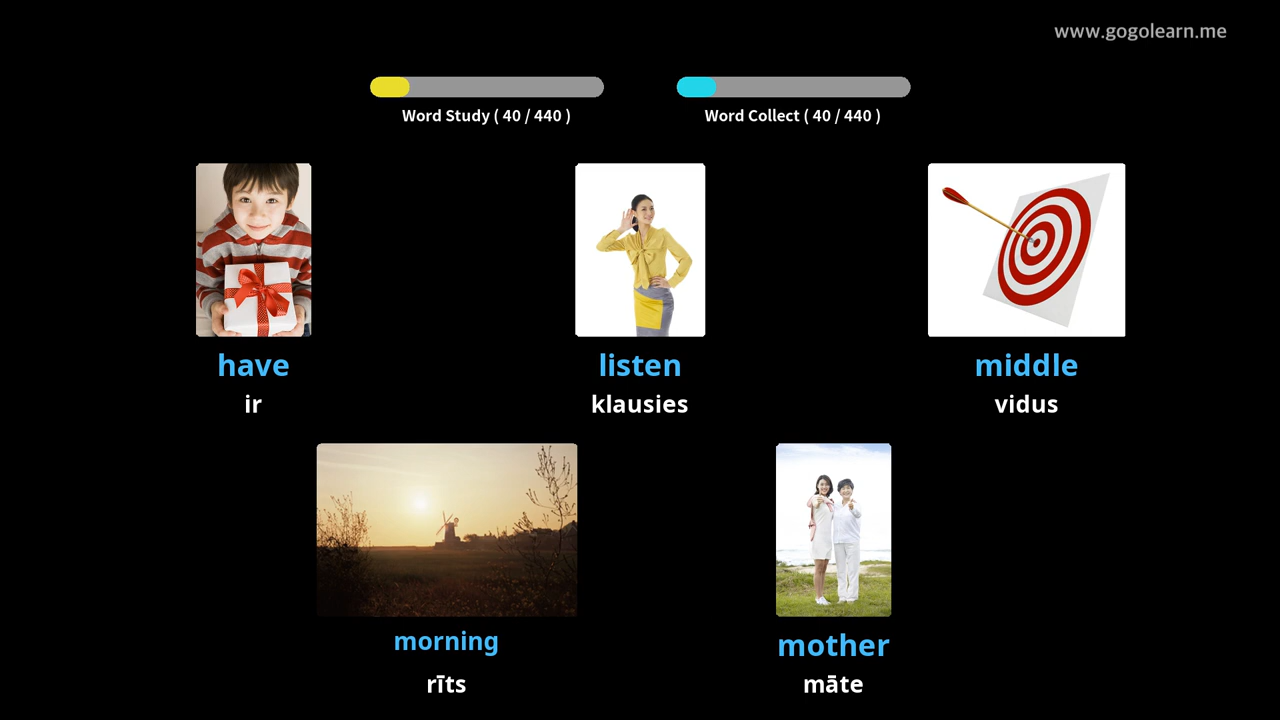 www.gogolearn.me
Word Study ( 40 / 440 )
Word Collect ( 40 / 440 )
have
ir
listen
klausies
middle
vidus
morning
rīts
mother
māte